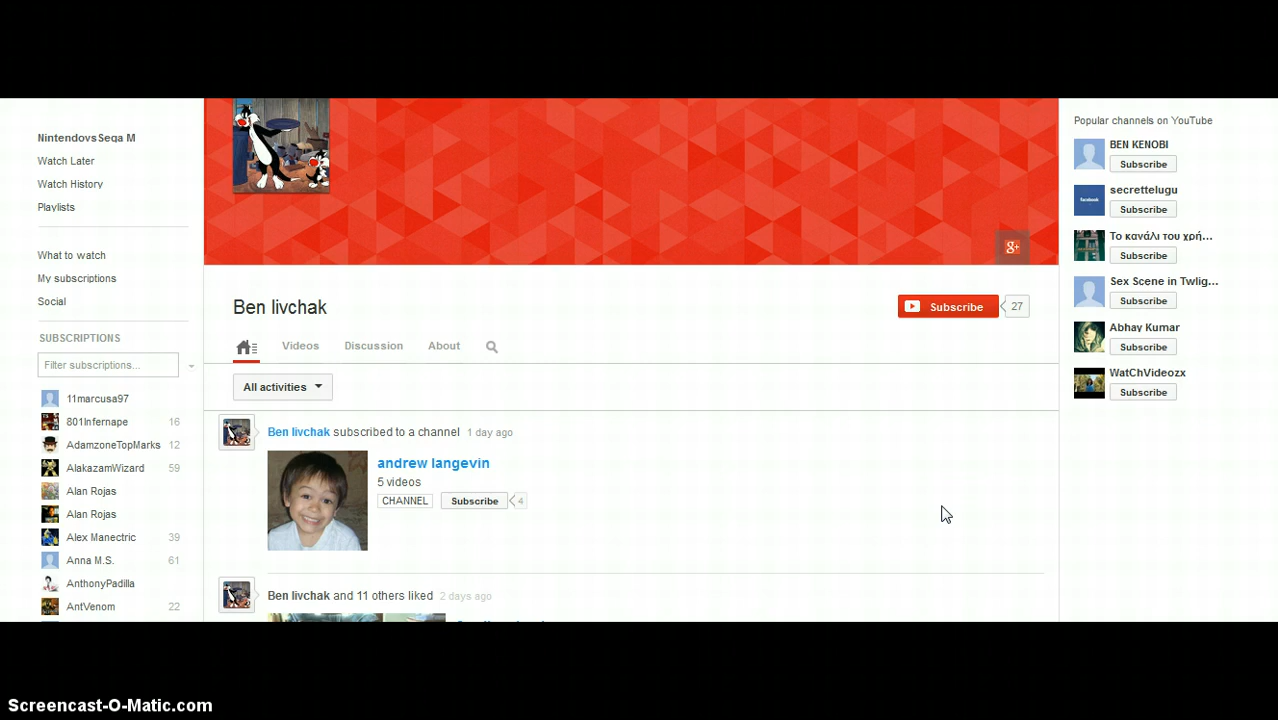 NintendovsSega M
Watch Later
Watch History
Playlists
What to watch
My subscriptions
Social
SUBSCRIPTIONS
Filter subscriptions...
11marcusa97
801Infernape 16
AdamzoneTopMarks 12
AlakazamWizard 59
Alan Rojas
Alan Rojas
Alex Manectric 39
Anna M.S. 61
AnthonyPadilla
AntVenom 22
g+
Ben livchak
Subscribe 27
Videos Discussion About
All activities
Ben livchak subscribed to a channel 1 day ago
andrew langevin
5 videos
CHANNEL Subscribe 4
Ben livchak and 11 others liked 2 days ago
Popular channels on YouTube
BEN KENOBI
Subscribe
facebook
secrettelugu
Subscribe
Το κανάλι του χρή...
Subscribe
Sex Scene in Twlig...
Subscribe
Abhay Kumar
Subscribe
WatChVideozx
Subscribe
Screencast-O-Matic.com